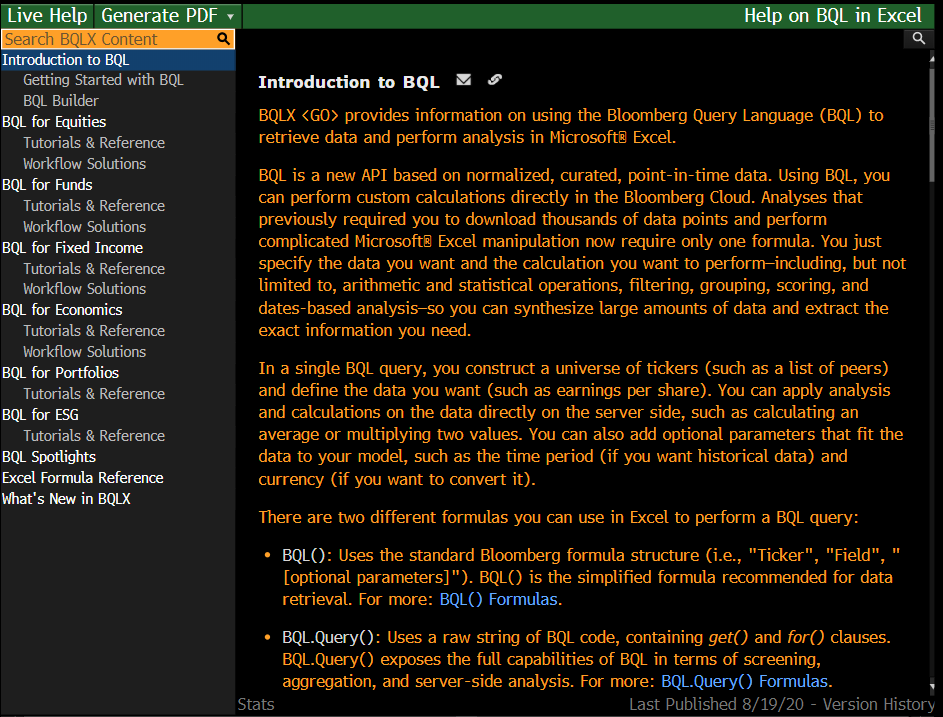 Live Help Generate PDF
Help on BQL in Excel
Search BQLX Content
Introduction to BQL
Getting Started with BQL
BQL Builder
BQL for Equities
Tutorials & Reference
Workflow Solutions
BQL for Funds
Tutorials & Reference
Workflow Solutions
BQL for Fixed Income
Tutorials & Reference
Workflow Solutions
BQL for Economics
Tutorials & Reference
Workflow Solutions
BQL for Portfolios
Tutorials & Reference
BQL for ESG
Tutorials & Reference
BQL Spotlights
Excel Formula Reference
What's New in BQLX
Introduction to BQL
BQLX <GO> provides information on using the Bloomberg Query Language (BQL) to
retrieve data and perform analysis in Microsoft® Excel.
BQL is a new API based on normalized, curated, point-in-time data. Using BQL, you
can perform custom calculations directly in the Bloomberg Cloud. Analyses that
previously required you to download thousands of data points and perform
complicated Microsoft® Excel manipulation now require only one formula. You just
specify the data you want and the calculation you want to perform—including, but not
limited to, arithmetic and statistical operations, filtering, grouping, scoring, and
dates-based analysis—so you can synthesize large amounts of data and extract the
exact information you need.
In a single BQL query, you construct a universe of tickers (such as a list of peers)
and define the data you want (such as earnings per share). You can apply analysis
and calculations on the data directly on the server side, such as calculating an
average or multiplying two values. You can also add optional parameters that fit the
data to your model, such as the time period (if you want historical data) and
currency (if you want to convert it).
There are two different formulas you can use in Excel to perform a BQL query:
• BQL(): Uses the standard Bloomberg formula structure (i.e., "Ticker", "Field", "
[optional parameters]"). BQL() is the simplified formula recommended for data
retrieval. For more: BQL() Formulas.
• BQL.Query(): Uses a raw string of BQL code, containing get() and for() clauses.
BQL.Query() exposes the full capabilities of BQL in terms of screening,
aggregation, and server-side analysis. For more: BQL.Query() Formulas.
Stats
Last Published 8/19/20 - Version History